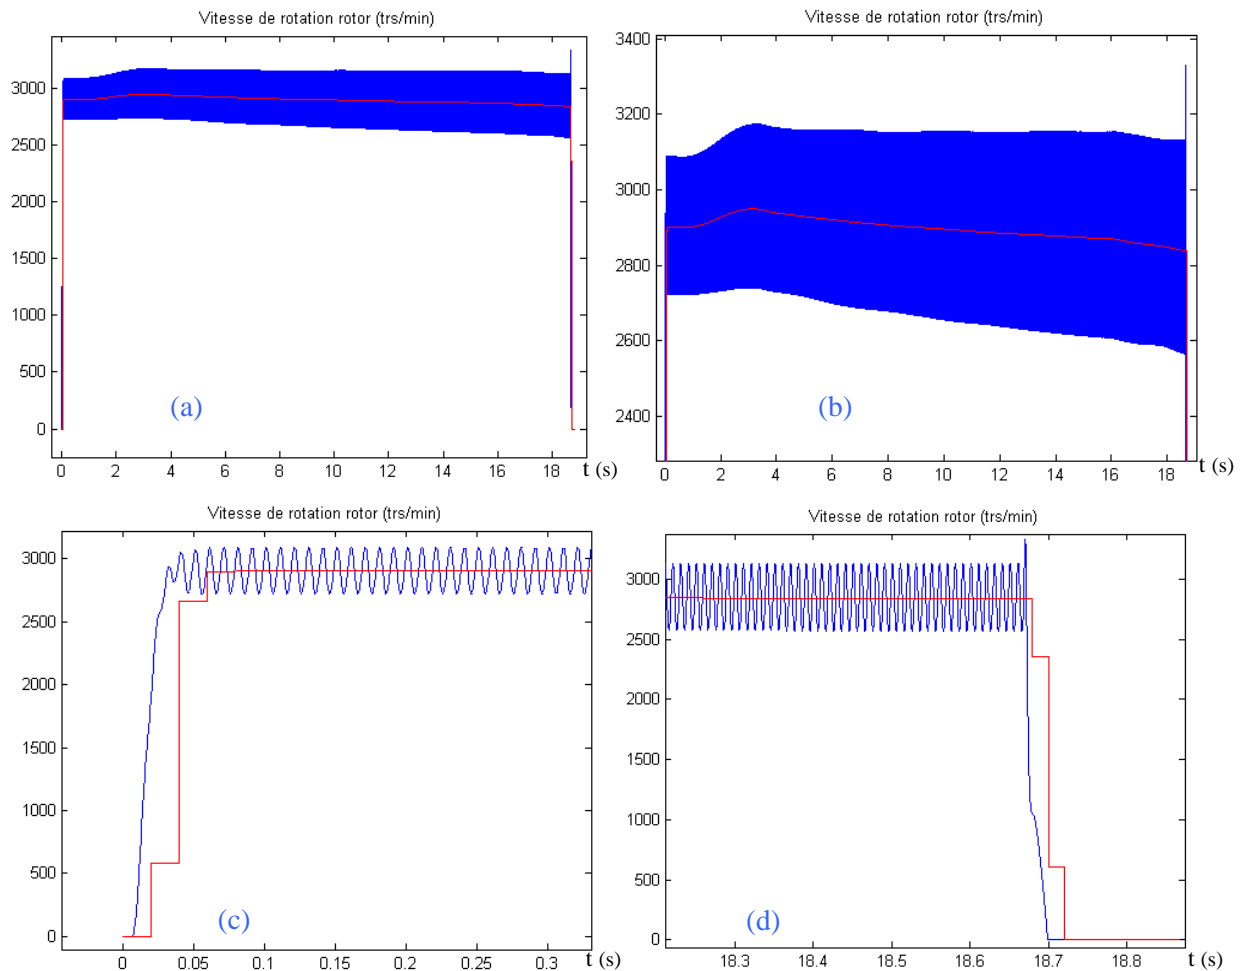 Vitesse de rotation rotor (trs/min)
3000
2500
2000
1500
1000
500
0
(a)
0 2 4 6 8 10 12 14 16 18 t (s)
Vitesse de rotation rotor (trs/min)
3400
3200
3000
2800
2600
2400
(b)
0 2 4 6 8 10 12 14 16 18 t (s)
Vitesse de rotation rotor (trs/min)
3000
2500
2000
1500
1000
500
0
(c)
0 0.05 0.1 0.15 0.2 0.25 0.3 t (s)
Vitesse de rotation rotor (trs/min)
3000
2500
2000
1500
1000
500
0
(d)
18.3 18.4 18.5 18.6 18.7 18.8 t (s)